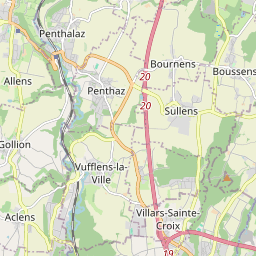 Penthalaz
Bournens
Boussens
Allens
20
Penthaz
20
Sullens
Gollion
Vufflens-la-
Ville
Aclens
Villars-Sainte-
Croix
19